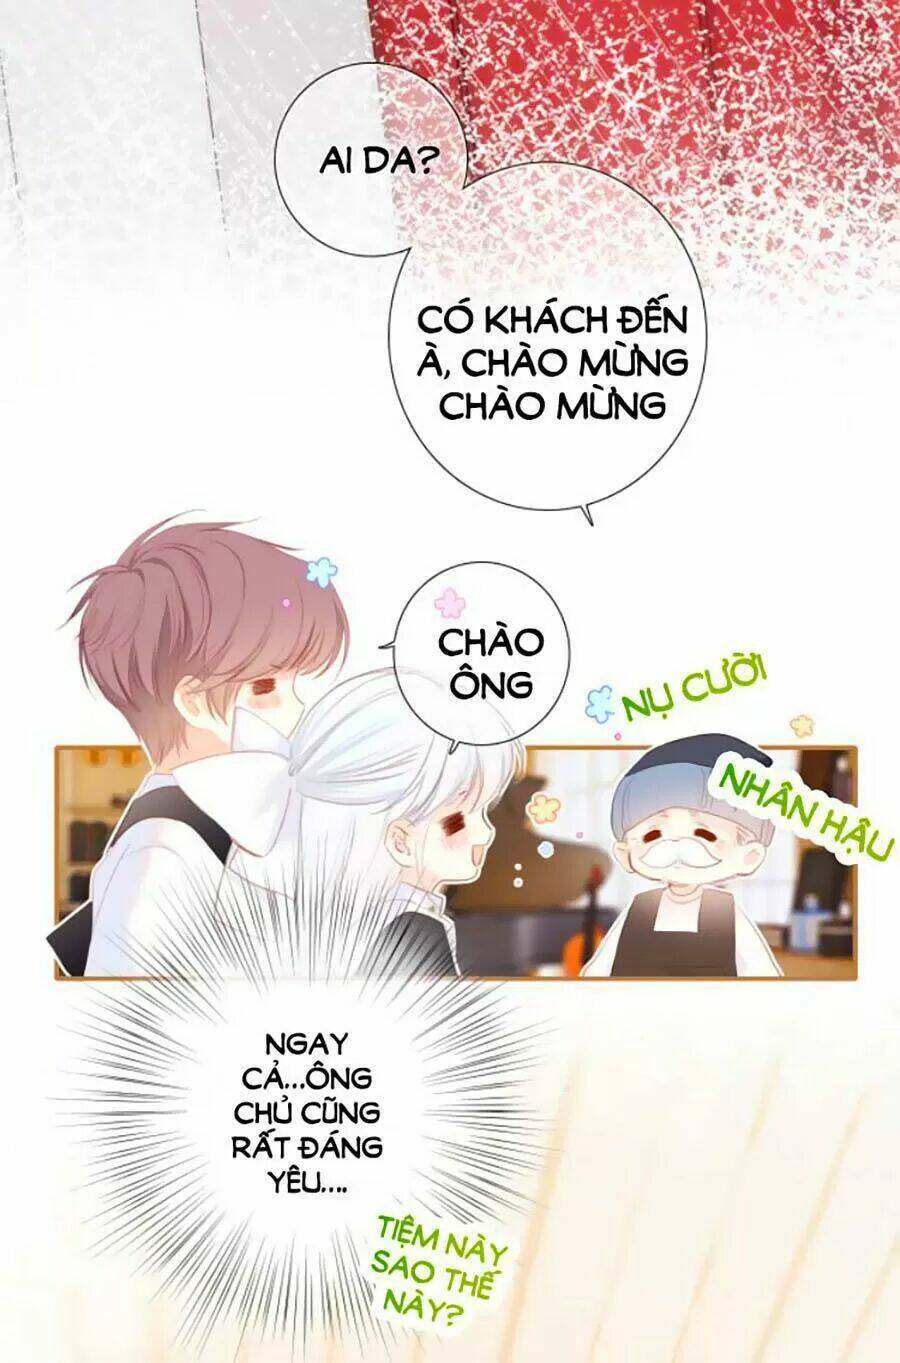 AI DA?
CÓ KHÁCH ĐẾN
À, CHÀO MỪNG
CHÀO MỪNG
CHÀO
ÔNG
NỤ CƯỜI
NHÂN HẬU
NGAY
CẢ...ÔNG
CHỦ CŨNG
RẤT ĐÁNG
YÊU....
TIỆM NÀY
SAO THẾ
NÀY?